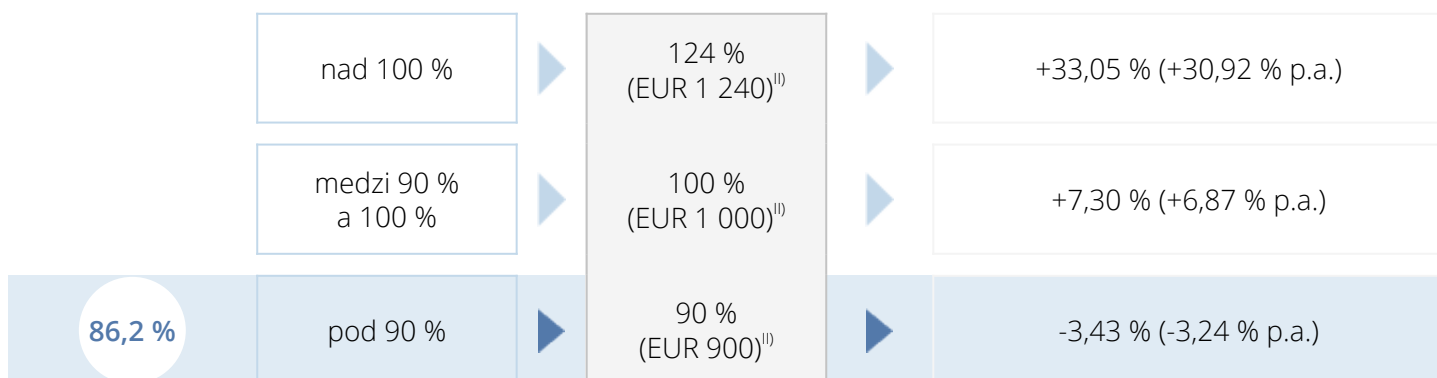 nad 100 %
124 %
(EUR 1 240)II)
+33,05 % (+30,92 % p.a.)
medzi 90 %
a 100 %
100 %
(EUR 1 000)II)
+7,30 % (+6,87 % p.a.)
86,2 %
pod 90 %
90 %
(EUR 900)II)
-3,43 % (-3,24 % p.a.)